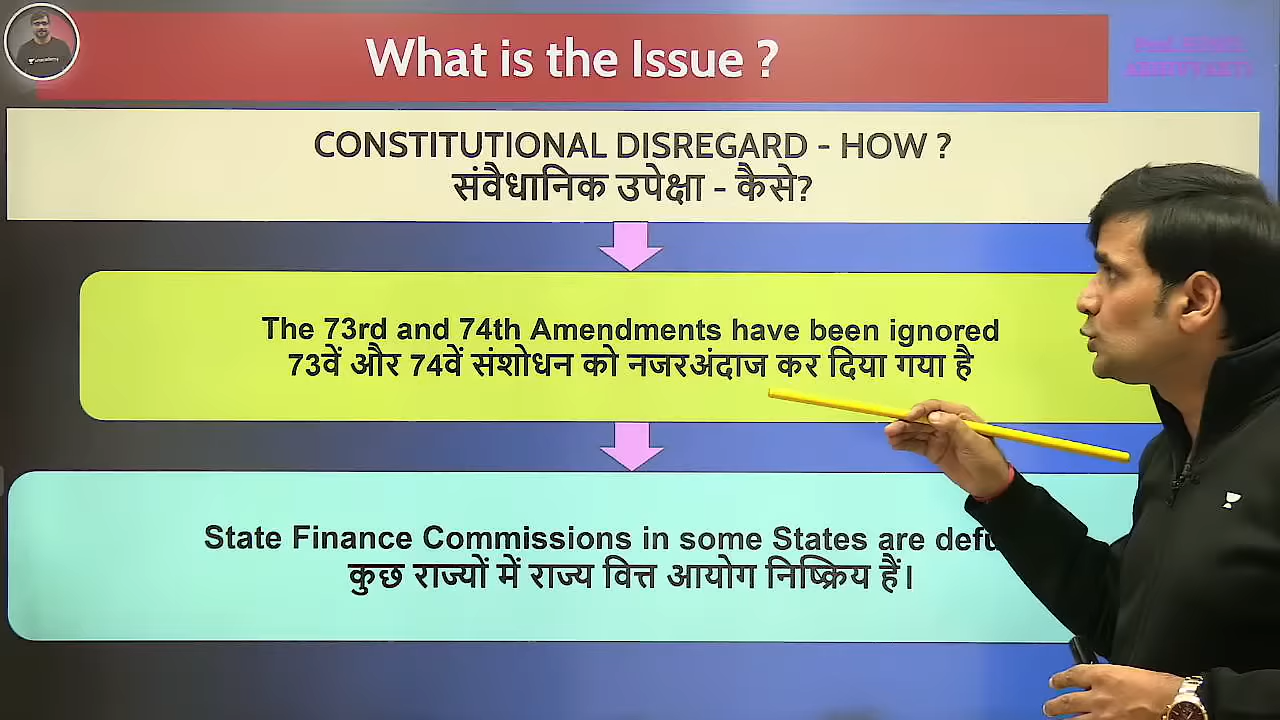 What is the Issue ?
CONSTITUTIONAL DISREGARD - HOW ?
संवैधानिक उपेक्षा - कैसे?
The 73rd and 74th Amendments have been ignored
73वें और 74वें संशोधन को नजरअंदाज कर दिया गया है
State Finance Commissions in some States are
कुछ राज्यों में राज्य वित्त आयोग निष्क्रिय हैं।